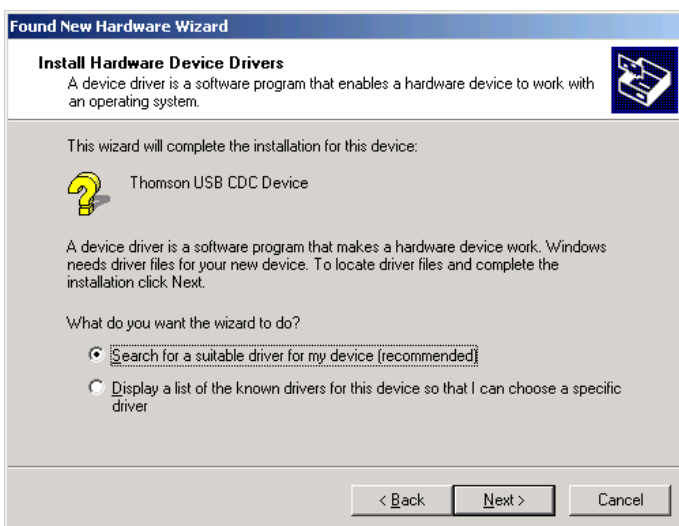 Found New Hardware Wizard
Install Hardware Device Drivers
A device driver is a software program that enables a hardware device to work with
an operating system.
This wizard will complete the installation for this device:
Thomson USB CDC Device
A device driver is a software program that makes a hardware device work. Windows
needs driver files for your new device. To locate driver files and complete the
installation click Next.
What do you want the wizard to do?
Search for a suitable driver for my device (recommended)
Display a list of the known drivers for this device so that I can choose a specific
driver
< Back Next > Cancel